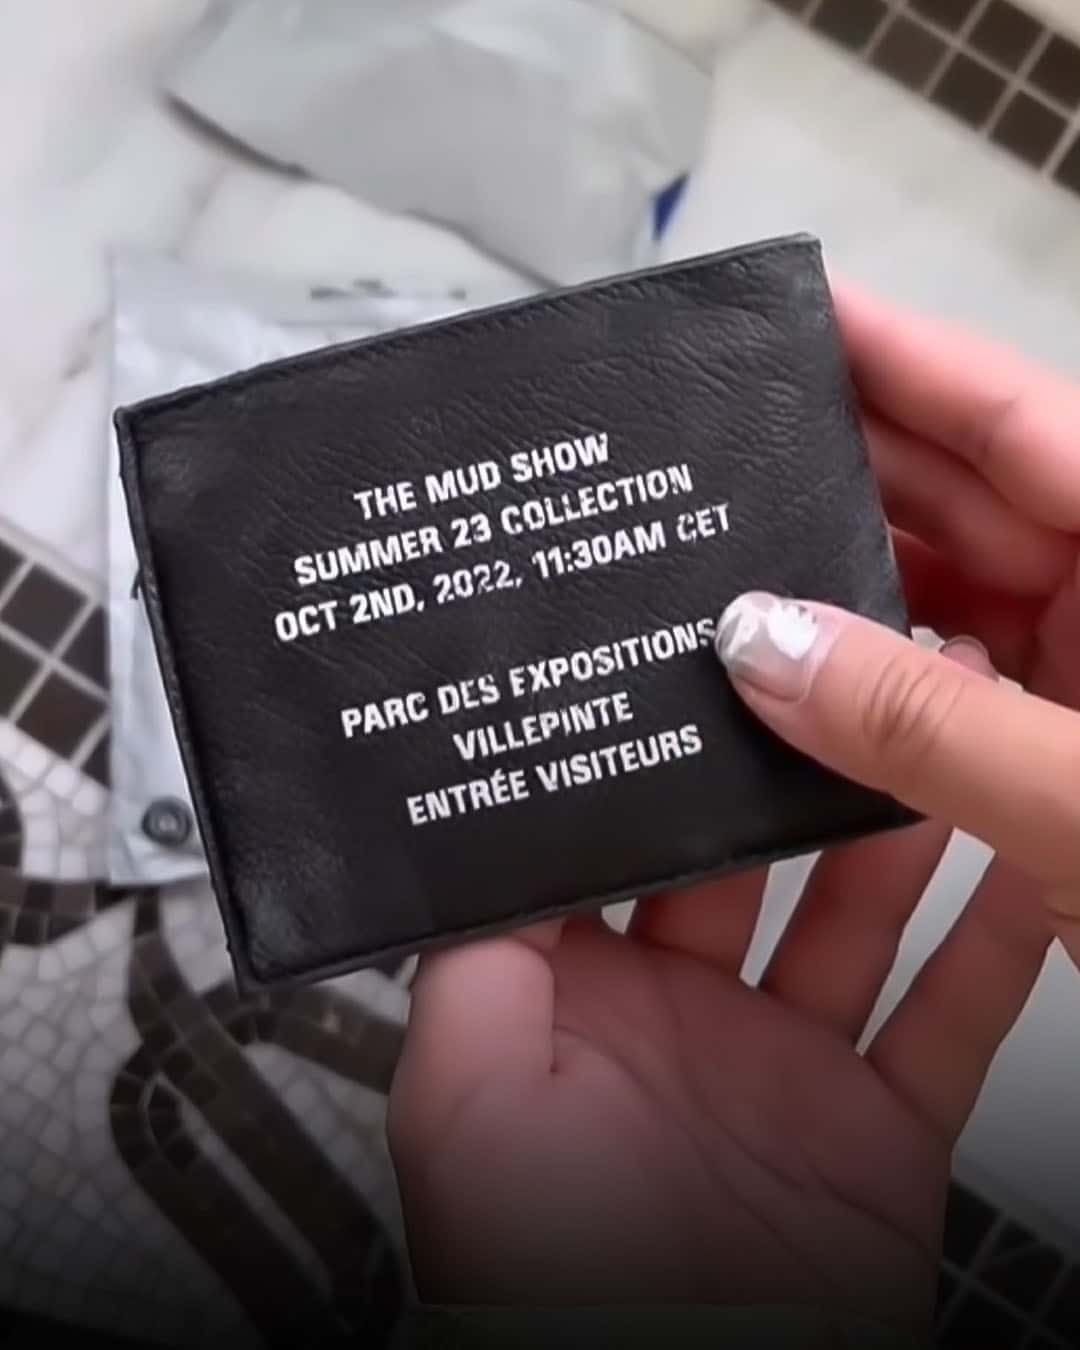 THE MUD SHOW
SUMMER 23 COLLECTION
OCT 2ND, 2022, 11:30AM CET
PARC DES EXPOSITIONS
VILLEPINTE
ENTRÉE VISITEURS